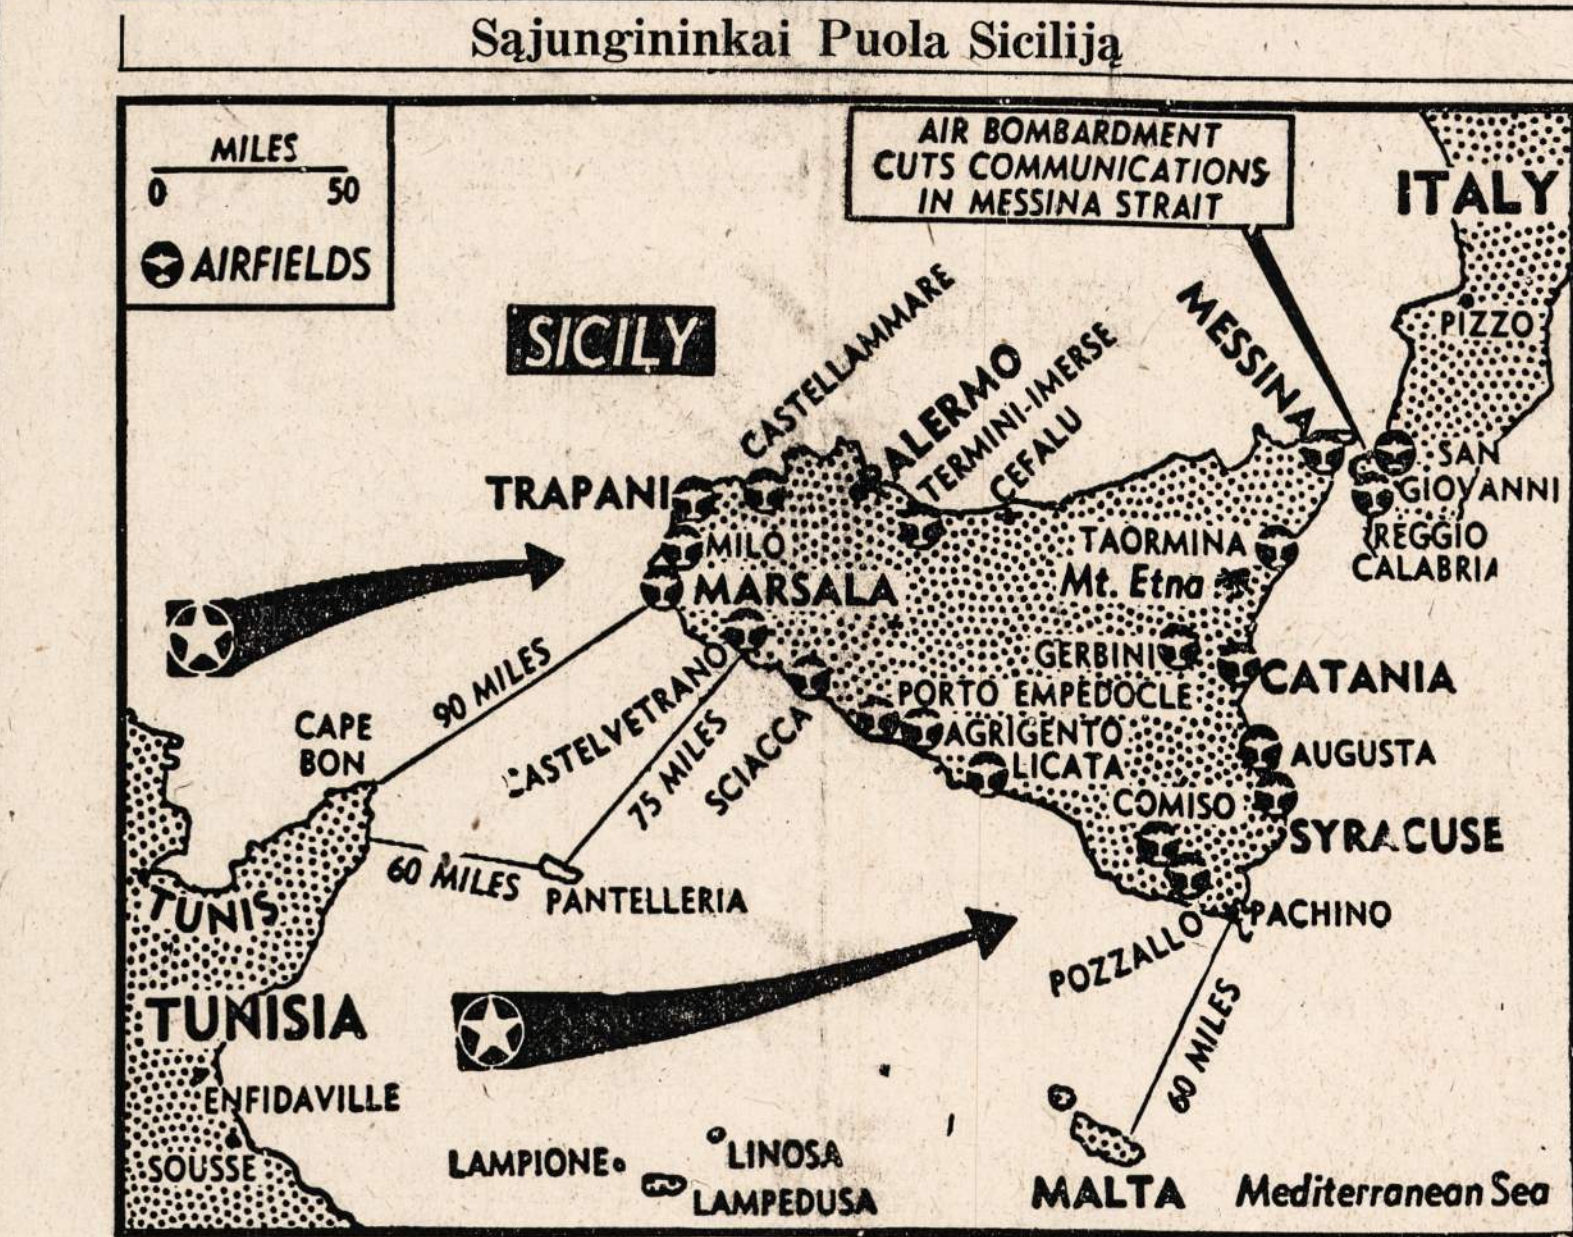 Sąjungininkai Puola Siciliją
MILES
0 50
AIRFIELDS
AIR BOMBARDMENT
CUTS COMMUNICATIONS
IN MESSINA STRAIT
ITALY
PIZZO
SICILY
CASTELLAMMARE
PALERMO
TERMINI-IMERSE
CEFALU
MESSINA
SAN
GIOVANNI
REGGIO
CALABRIA
TRAPANI
MILO
MARSALA
TAORMINA
Mt. Etna
GERBINI
CATANIA
PORTO EMPEDOCLE
AGRIGENTO
LICATA
AUGUSTA
COMISO
SYRACUSE
90 MILES
CASTELVETRANO
75 MILES
SCIACCA
CAPE
BON
60 MILES
PANTELLERIA
TUNIS
PACHINO
POZZALLO
60 MILES
TUNISIA
ENFIDAVILLE
SOUSSE
LAMPIONE
LINOSA
LAMPEDUSA
MALTA
Mediterranean Sea